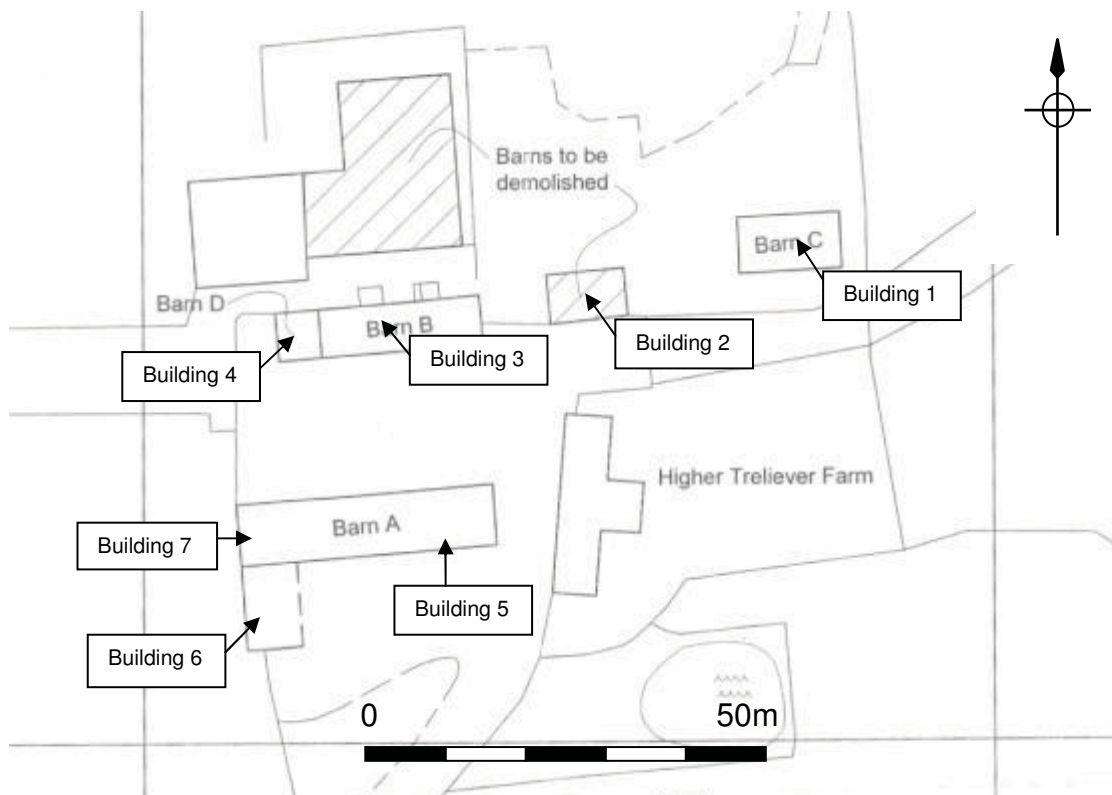 Barns to be
demolished
Barn C
Building 1
Barn D
Barn B
Building 2
Building 3
Building 4
Higher Treliever Farm
Barn A
Building 7
Building 5
Building 6
0
50m